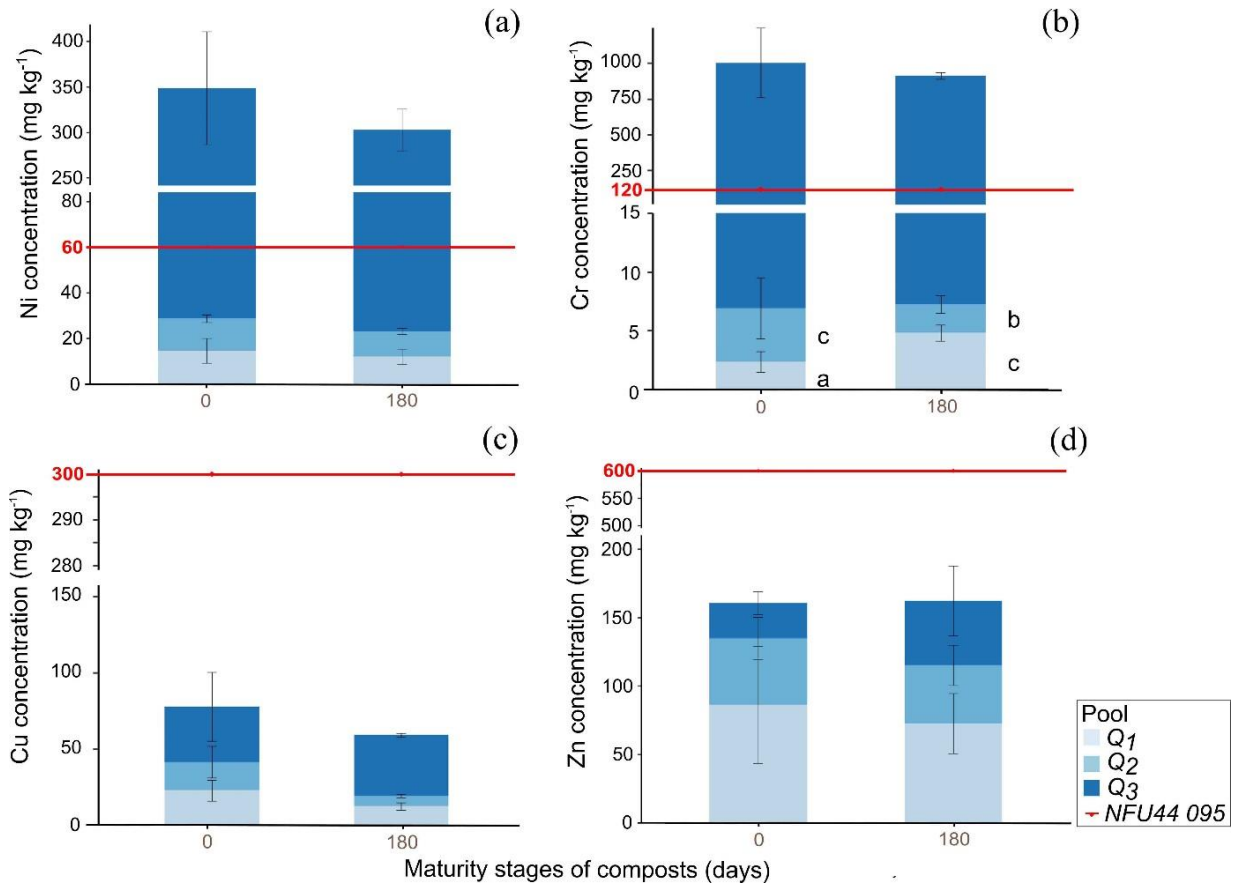 (a)
Ni concentration (mg kg-1)
400
350
300
250
80
60
40
20
0
0 180
(b)
Cr concentration (mg kg-1)
1000
750
500
250
120
15
10
5
0
c
a
b
c
0 180
(c)
Cu concentration (mg kg-1)
300
290
280
150
100
50
0
0 180
(d)
Zn concentration (mg kg-1)
600
550
500
200
150
100
50
0
0 180
Pool
Q1
Q2
Q3
NFU44 095
Maturity stages of composts (days)